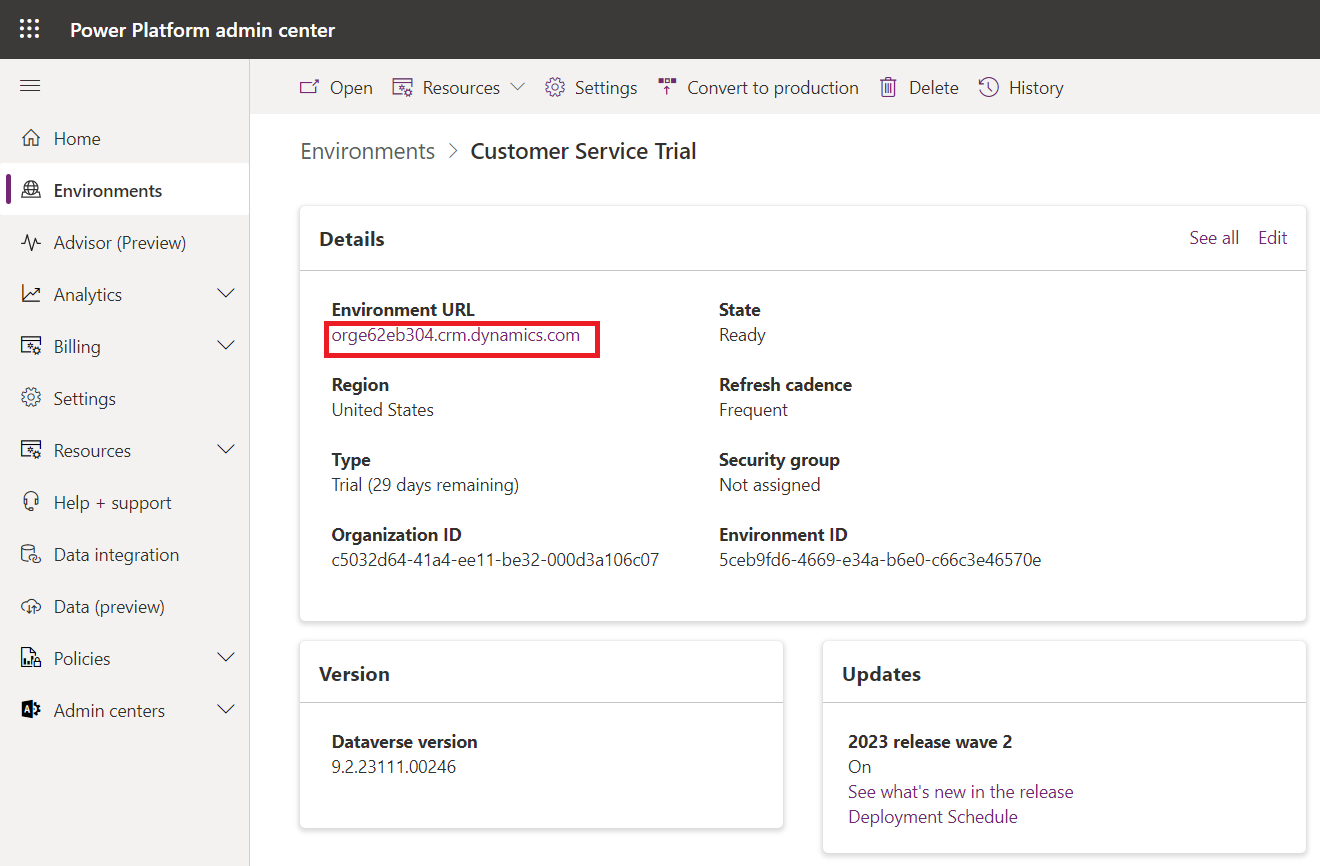 Power Platform admin center
Open
Resources
Settings
Convert to production
Delete
History
Home
Environments
Advisor (Preview)
Analytics
Billing
Settings
Resources
Help + support
Data integration
Data (preview)
Policies
Admin centers
Environments > Customer Service Trial
Details
See all
Edit
Environment URL
orge62eb304.crm.dynamics.com
State
Ready
Region
United States
Refresh cadence
Frequent
Type
Trial (29 days remaining)
Security group
Not assigned
Organization ID
c5032d64-41a4-ee11-be32-000d3a106c07
Environment ID
5ceb9fd6-4669-e34a-b6e0-c66c3e46570e
Version
Dataverse version
9.2.23111.00246
Updates
2023 release wave 2
On
See what's new in the release
Deployment Schedule